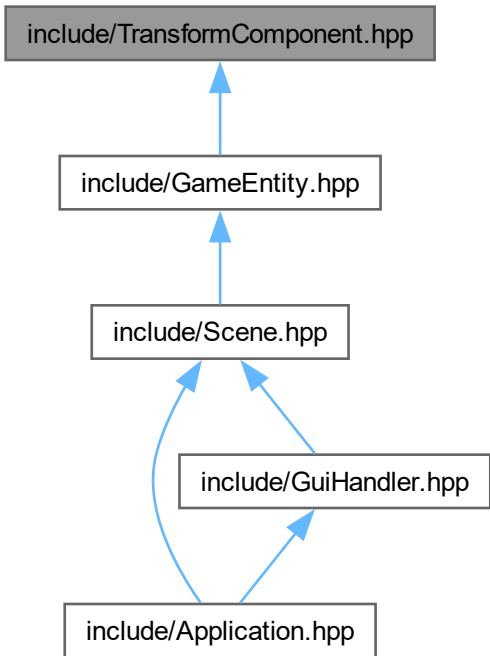 include/TransformComponent.hpp
include/GameEntity.hpp
include/Scene.hpp
include/GuiHandler.hpp
include/Application.hpp